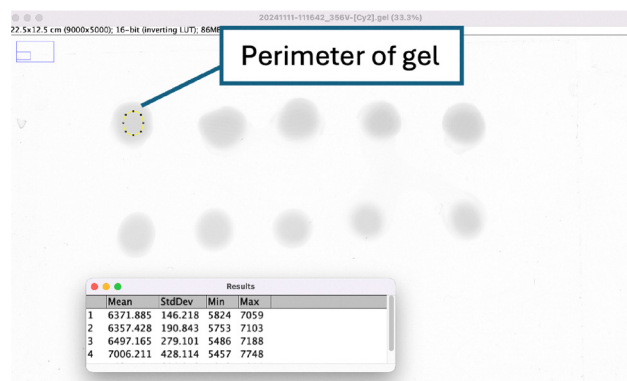 20241111-111642_356V-[Cy2].gel (33.3%)
22.5x12.5 cm (9000x5000); 16-bit (inverting LUT); 86M
Perimeter of gel
Results
Mean StdDev Min Max
1 6371.885 146.218 5824 7059
2 6357.428 190.843 5753 7103
3 6497.165 279.101 5486 7188
4 7006.211 428.114 5457 7748